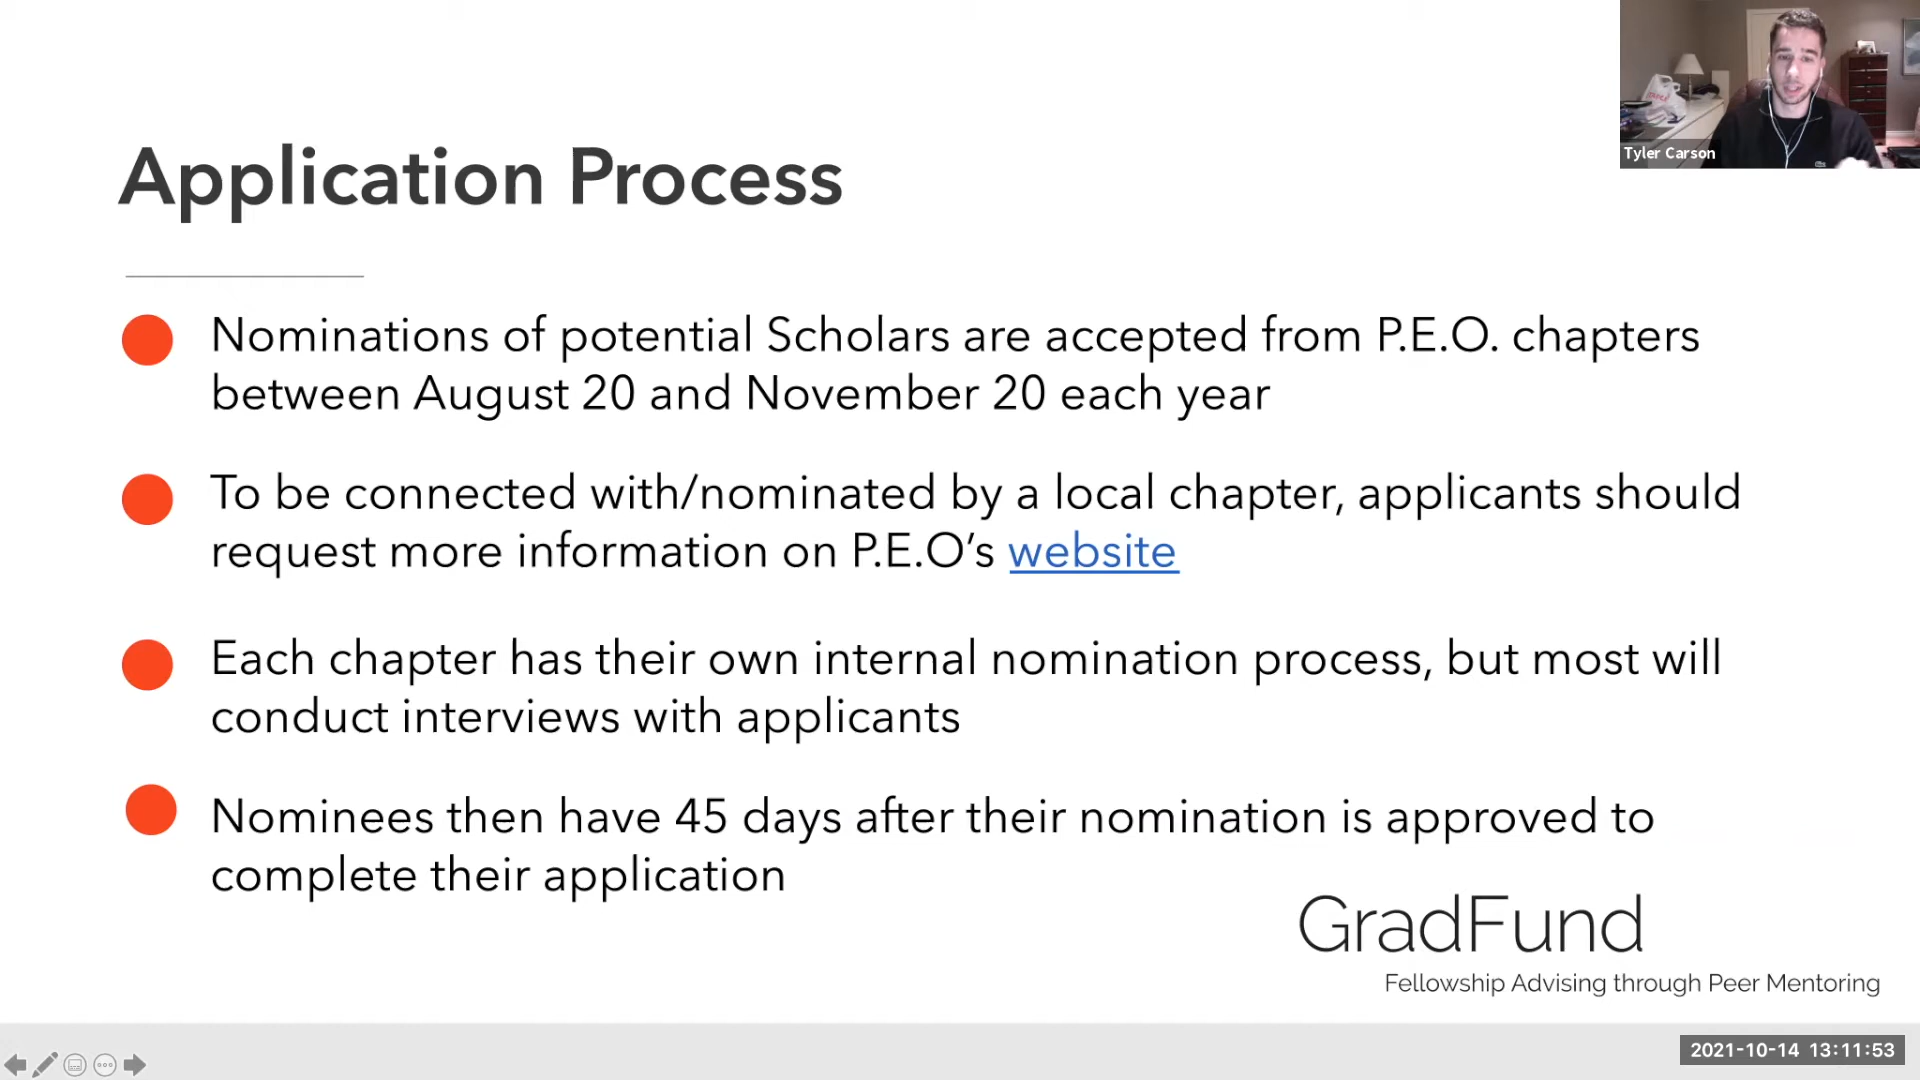 Tyler Carson
Application Process
Nominations of potential Scholars are accepted from P.E.O. chapters
between August 20 and November 20 each year
To be connected with/nominated by a local chapter, applicants should
request more information on P.E.O’s website
Each chapter has their own internal nomination process, but most will
conduct interviews with applicants
Nominees then have 45 days after their nomination is approved to
complete their application
GradFund
Fellowship Advising through Peer Mentoring
2021-10-14 13:11:53